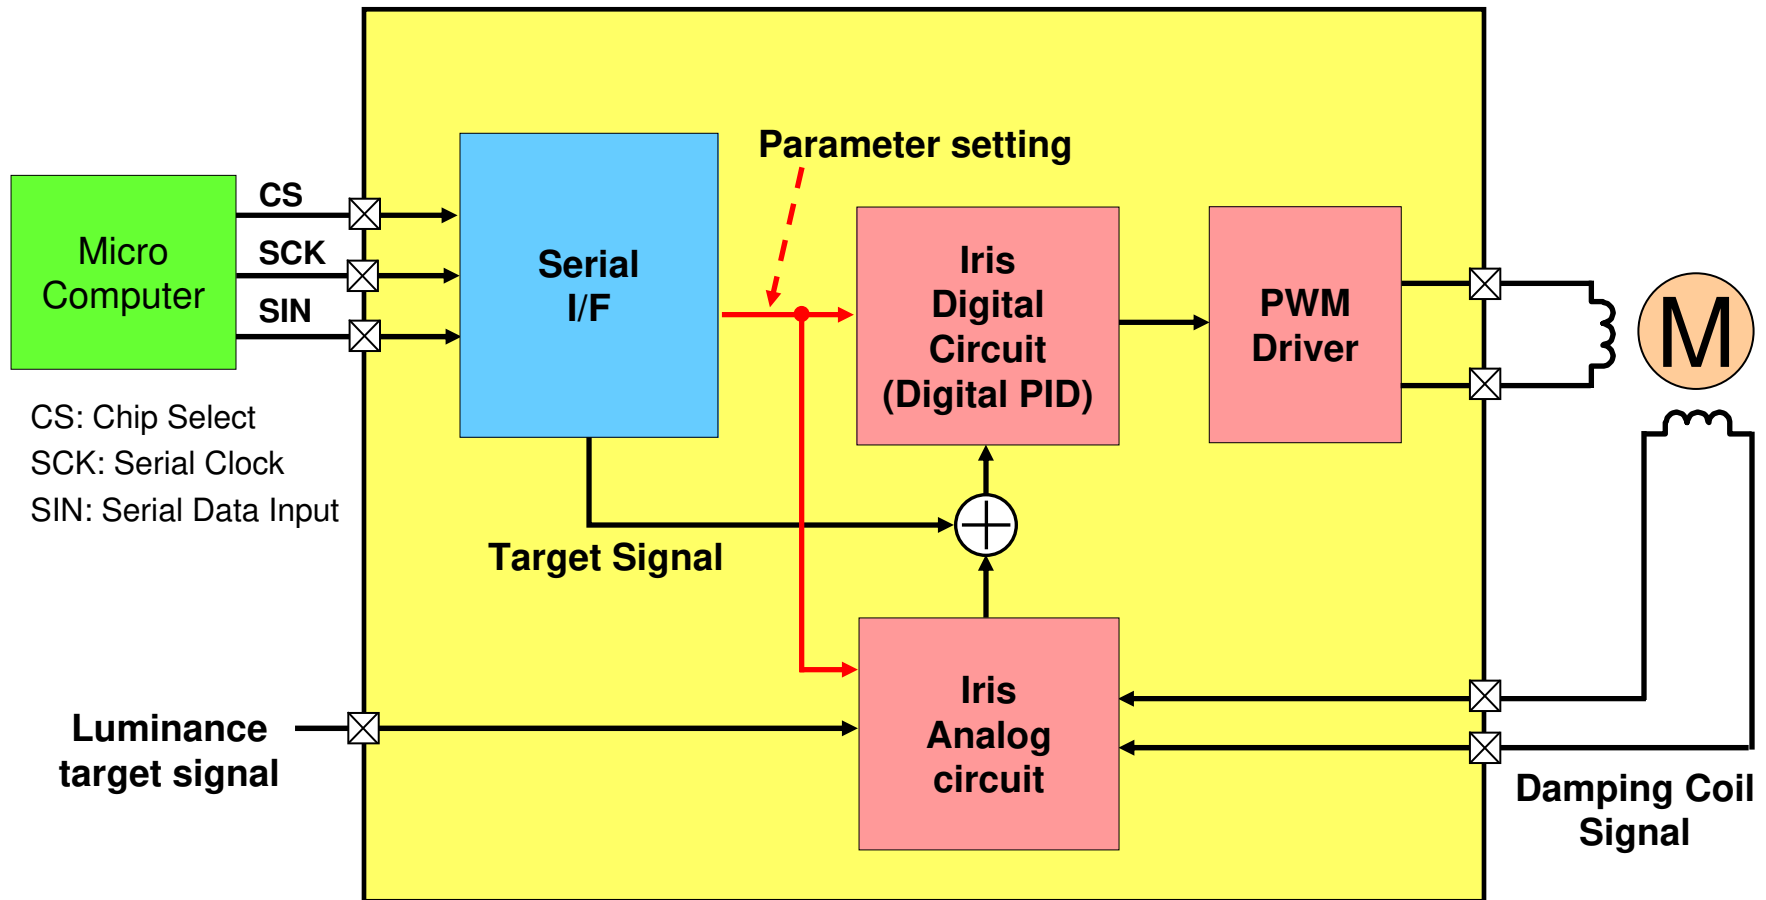 Parameter setting
Micro
Computer
CS
SCK
SIN
Serial
I/F
Iris
Digital
Circuit
(Digital PID)
PWM
Driver
M
CS: Chip Select
SCK: Serial Clock
SIN: Serial Data Input
Target Signal
Luminance
target signal
Iris
Analog
circuit
Damping Coil
Signal